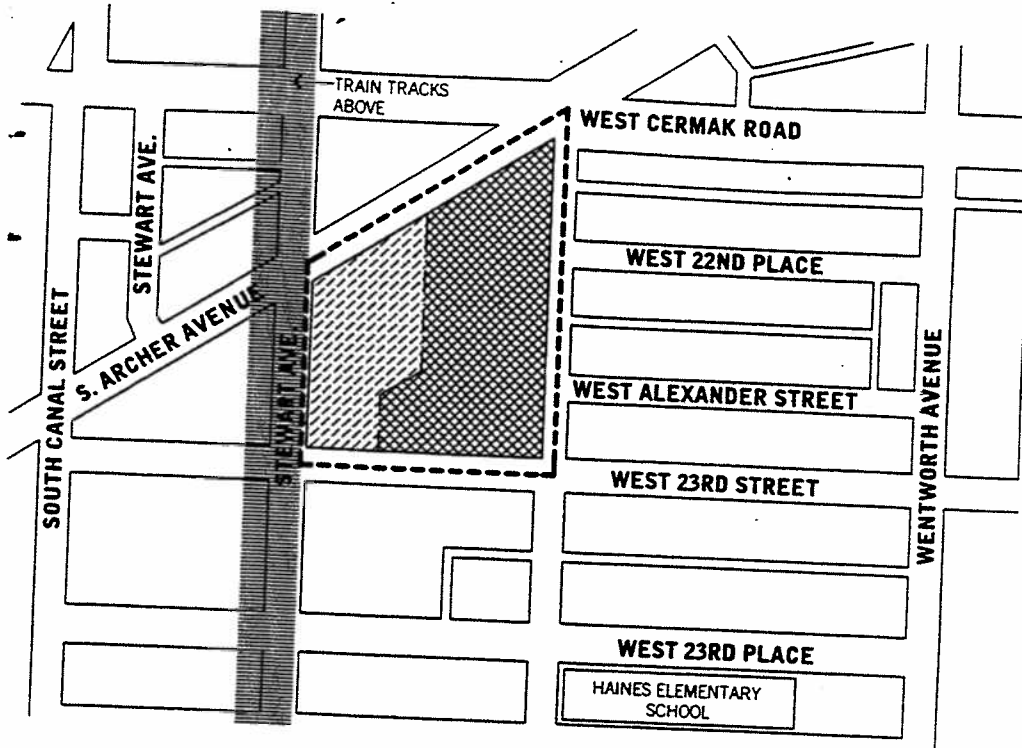 TRAIN TRACKS
ABOVE
WEST CERMAK ROAD
STEWART AVE.
WEST 22ND PLACE
S. ARCHER AVENUE
SOUTH CANAL STREET
STEWART AVE.
WEST ALEXANDER STREET
WENTWORTH AVENUE
WEST 23RD STREET
WEST 23RD PLACE
HAINES ELEMENTARY
SCHOOL